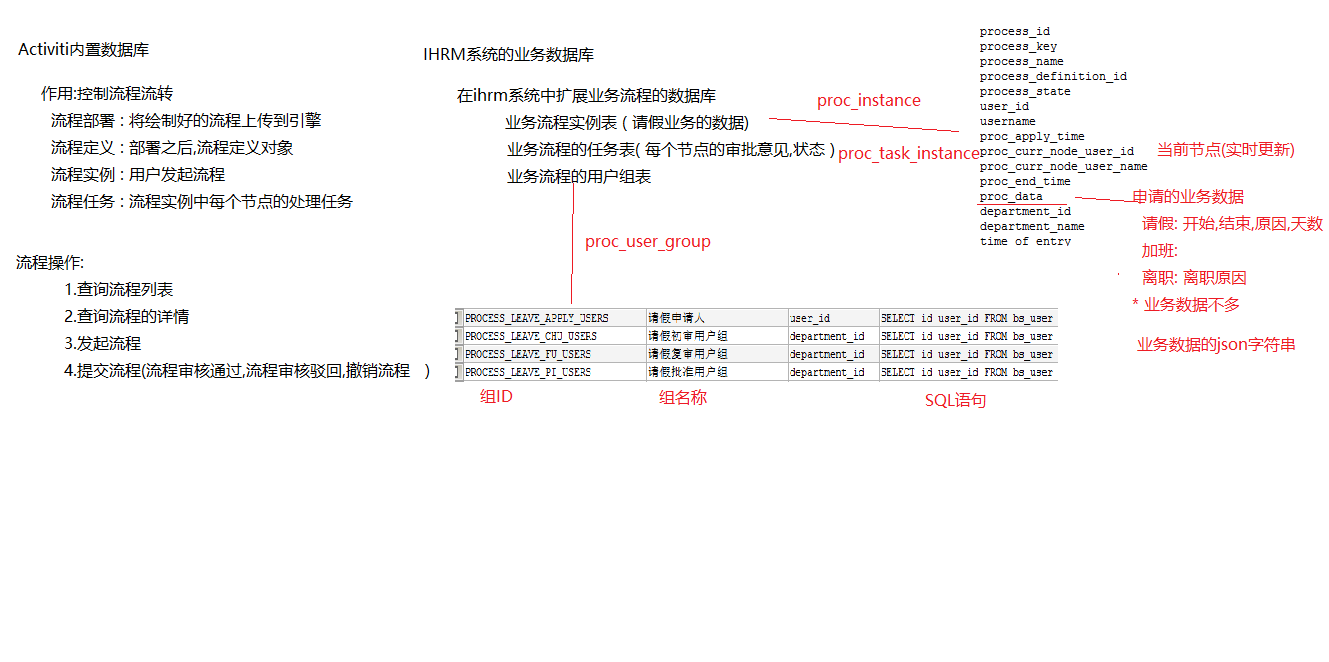 Activiti内置数据库
作用:控制流程流转
流程部署 : 将绘制好的流程上传到引擎
流程定义 : 部署之后,流程定义对象
流程实例 : 用户发起流程
流程任务 : 流程实例中每个节点的处理任务
流程操作:
1.查询流程列表
2.查询流程的详情
3.发起流程
4.提交流程(流程审核通过,流程审核驳回,撤销流程 )
IHRM系统的业务数据库
在ihrm系统中扩展业务流程的数据库
业务流程实例表 ( 请假业务的数据)
业务流程的任务表( 每个节点的审批意见,状态 )
业务流程的用户组表
proc_instance
proc_task_instance
proc_user_group
process_id
process_key
process_name
process_definition_id
process_state
user_id
username
proc_apply_time
proc_curr_node_user_id
proc_curr_node_user_name
proc_end_time
proc_data
department_id
department_name
time of entry
当前节点(实时更新)
申请的业务数据
请假: 开始,结束,原因,天数
加班:
离职: 离职原因
* 业务数据不多
业务数据的json字符串
PROCESS_LEAVE_APPLY_USERS 请假申请人 user_id SELECT id user_id FROM bs_user
PROCESS_LEAVE_CHU_USERS 请假初审用户组 department_id SELECT id user_id FROM bs_user
PROCESS_LEAVE_FU_USERS 请假复审用户组 department_id SELECT id user_id FROM bs_user
PROCESS_LEAVE_PI_USERS 请假批准用户组 department_id SELECT id user_id FROM bs_user
组ID 组名称 SQL语句